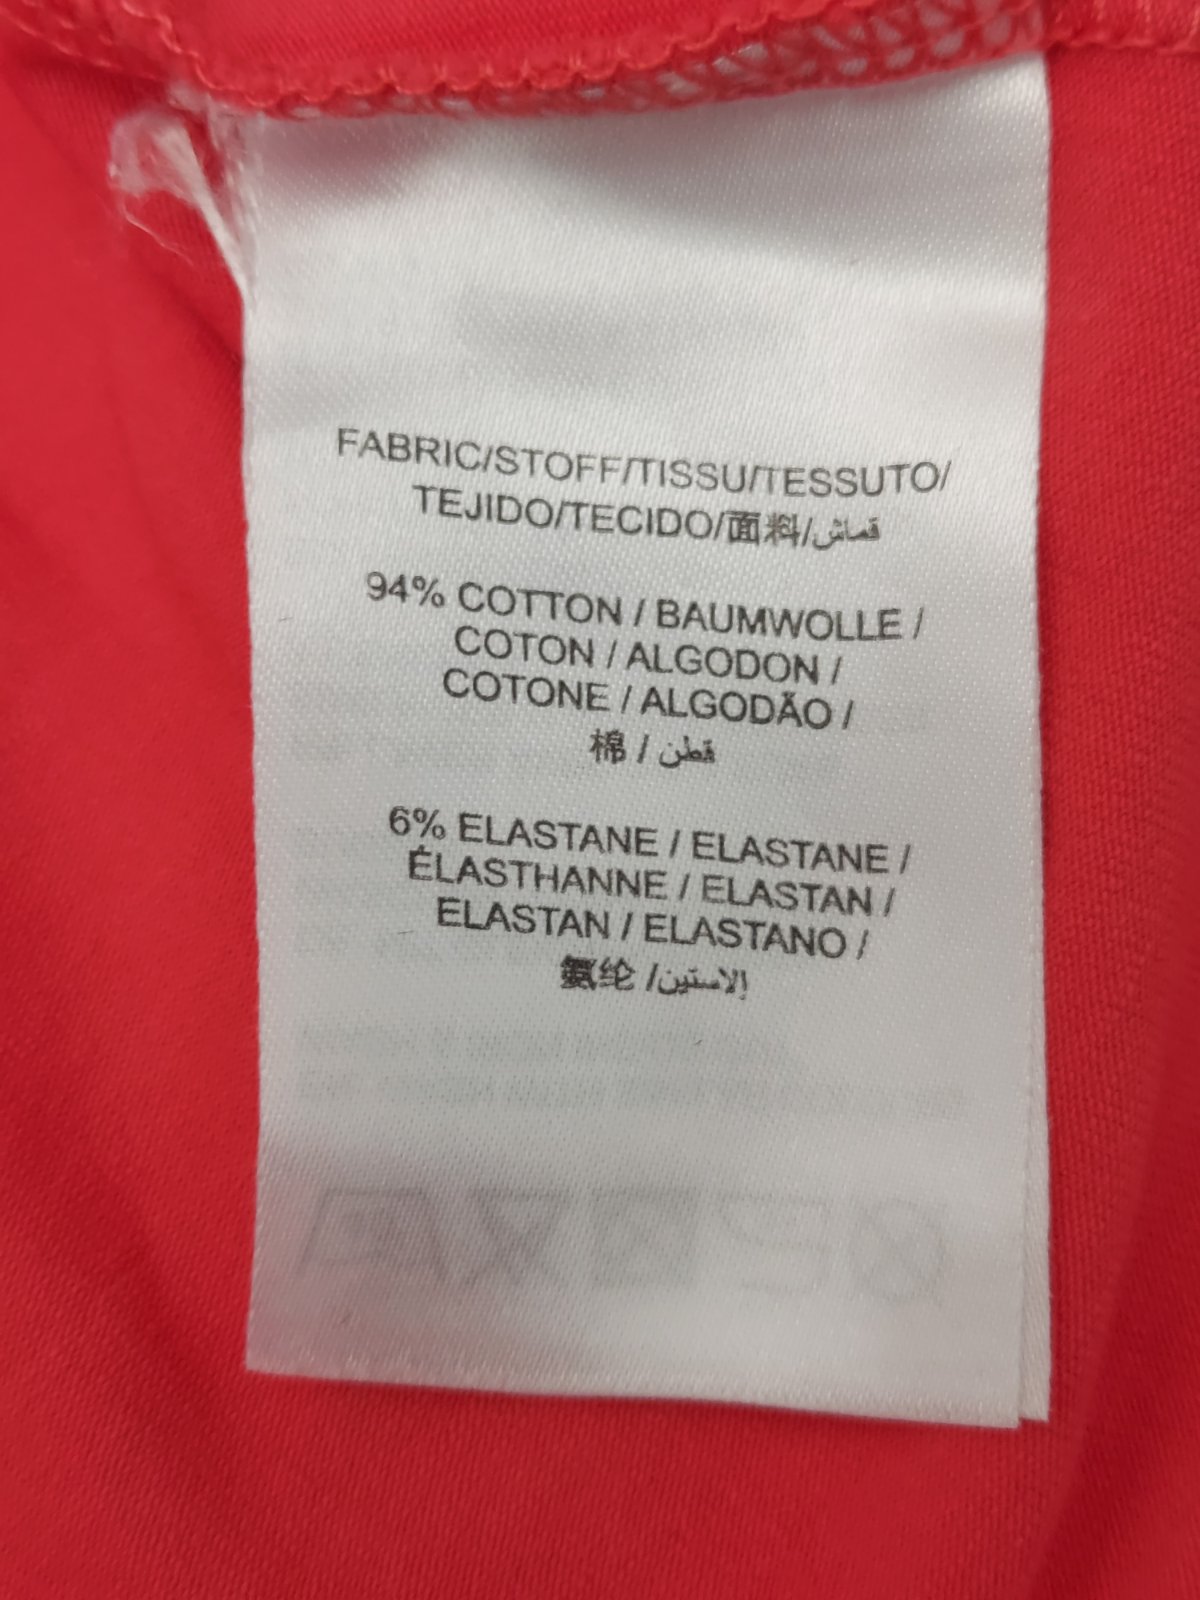 FABRIC/STOFF/TISSU/TESSUTO/
TEJIDO/TECIDO/面料/قماش
94% COTTON / BAUMWOLLE /
COTON / ALGODON /
COTONE / ALGODÃO /
棉 / قطن
6% ELASTANE / ELASTANE /
ÉLASTHANNE / ELASTAN /
ELASTAN / ELASTANO /
氨纶 /إلاستين